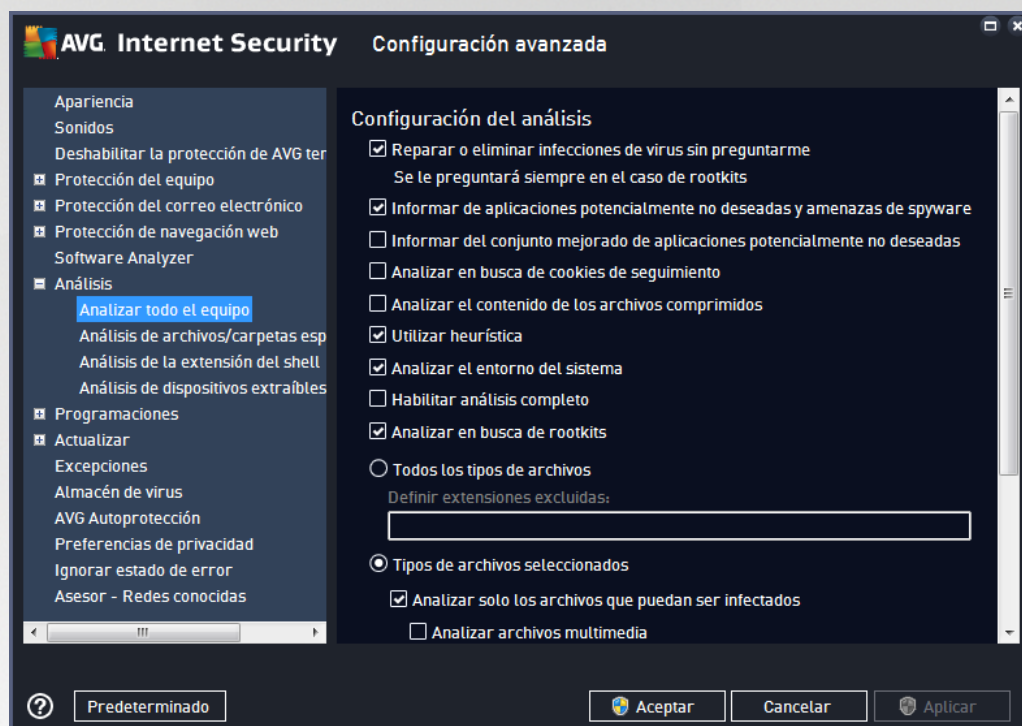 AVG. Internet Security
Configuración avanzada
Apariencia
Sonidos
Deshabilitar la protección de AVG ter
Protección del equipo
Protección del correo electrónico
Protección de navegación web
Software Analyzer
Análisis
Analizar todo el equipo
Análisis de archivos/carpetas esp
Análisis de la extensión del shell
Análisis de dispositivos extraíbles
Programaciones
Actualizar
Excepciones
Almacén de virus
AVG Autoprotección
Preferencias de privacidad
Ignorar estado de error
Asesor - Redes conocidas
Configuración del análisis
Reparar o eliminar infecciones de virus sin preguntarme
Se le preguntará siempre en el caso de rootkits
Informar de aplicaciones potencialmente no deseadas y amenazas de spyware
Informar del conjunto mejorado de aplicaciones potencialmente no deseadas
Analizar en busca de cookies de seguimiento
Analizar el contenido de los archivos comprimidos
Utilizar heurística
Analizar el entorno del sistema
Habilitar análisis completo
Analizar en busca de rootkits
Todos los tipos de archivos
Definir extensiones excluidas:
Tipos de archivos seleccionados
Analizar solo los archivos que puedan ser infectados
Analizar archivos multimedia
Predeterminado
Aceptar
Cancelar
Aplicar